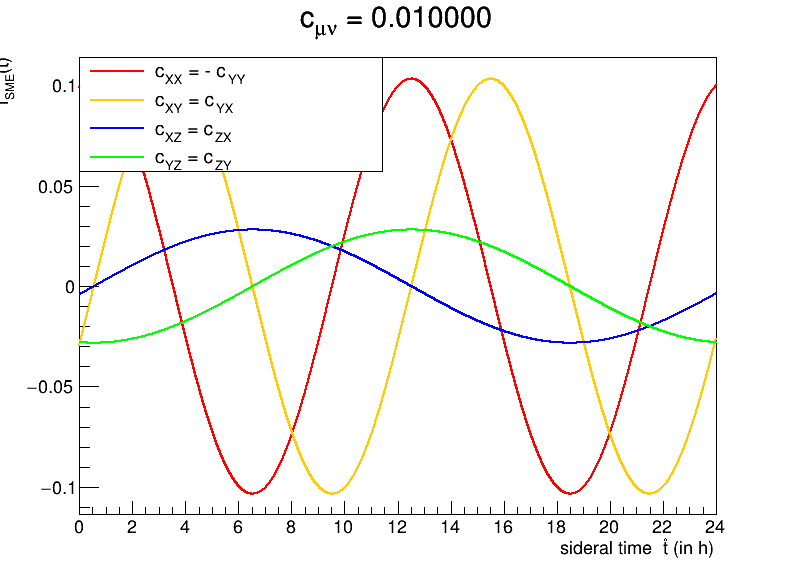 c_μν = 0.010000
f_SME(t)
c_XX = - c_YY
c_XY = c_YX
c_XZ = c_ZX
c_YZ = c_ZY
0.1
0.05
0
−0.05
−0.1
0 2 4 6 8 10 12 14 16 18 20 22 24
sideral time t̂ (in h)